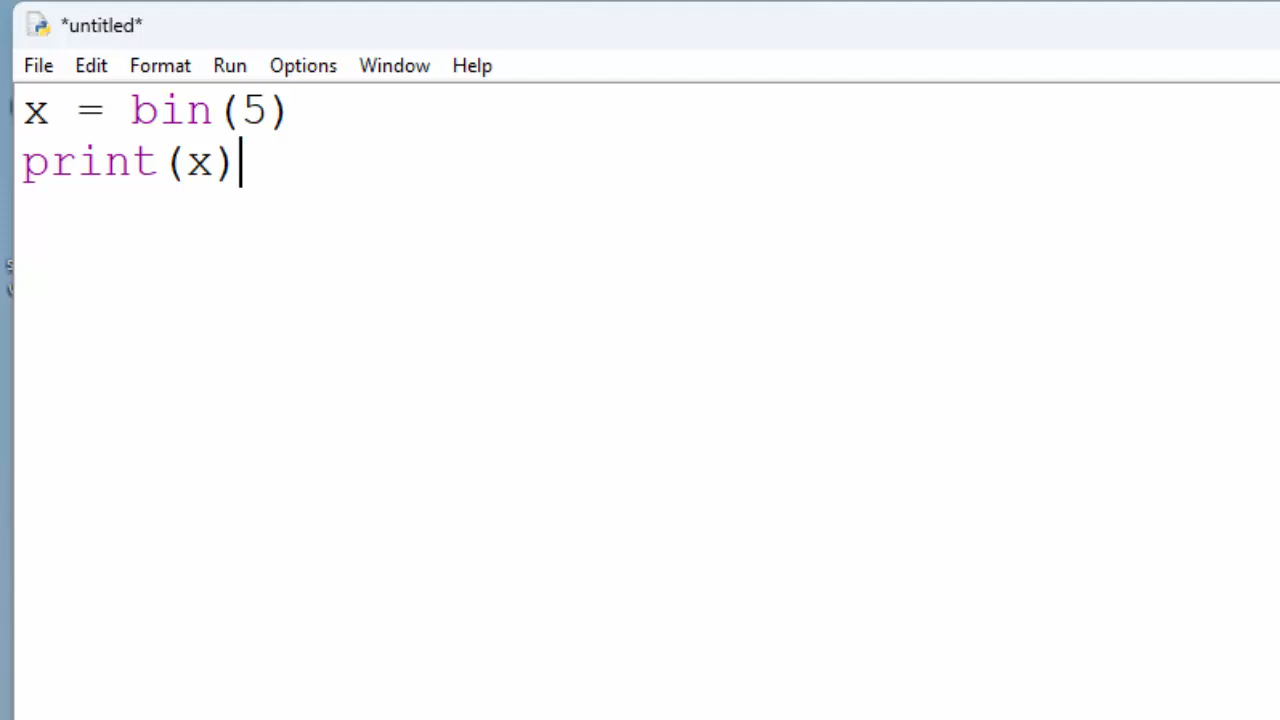 *untitled*
File Edit Format Run Options Window Help
x = bin(5)
print(x)